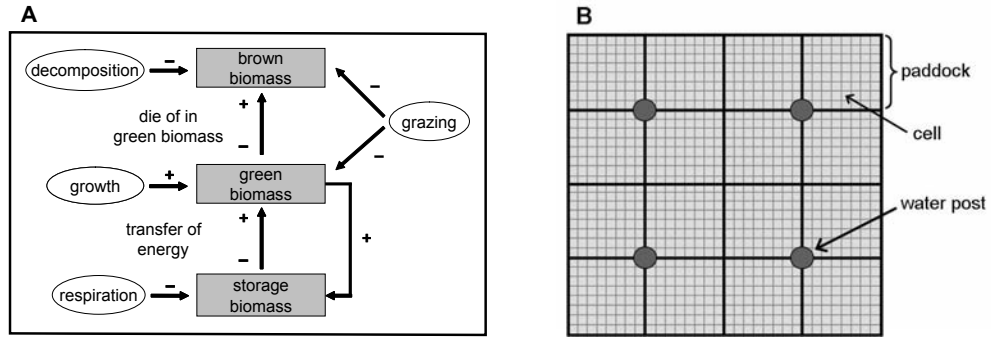 A
decomposition
–
brown
biomass
–
+
die of in
green biomass
grazing
–
–
growth
+
green
biomass
+
transfer of
energy
+
–
respiration
–
storage
biomass
B
paddock
cell
water post